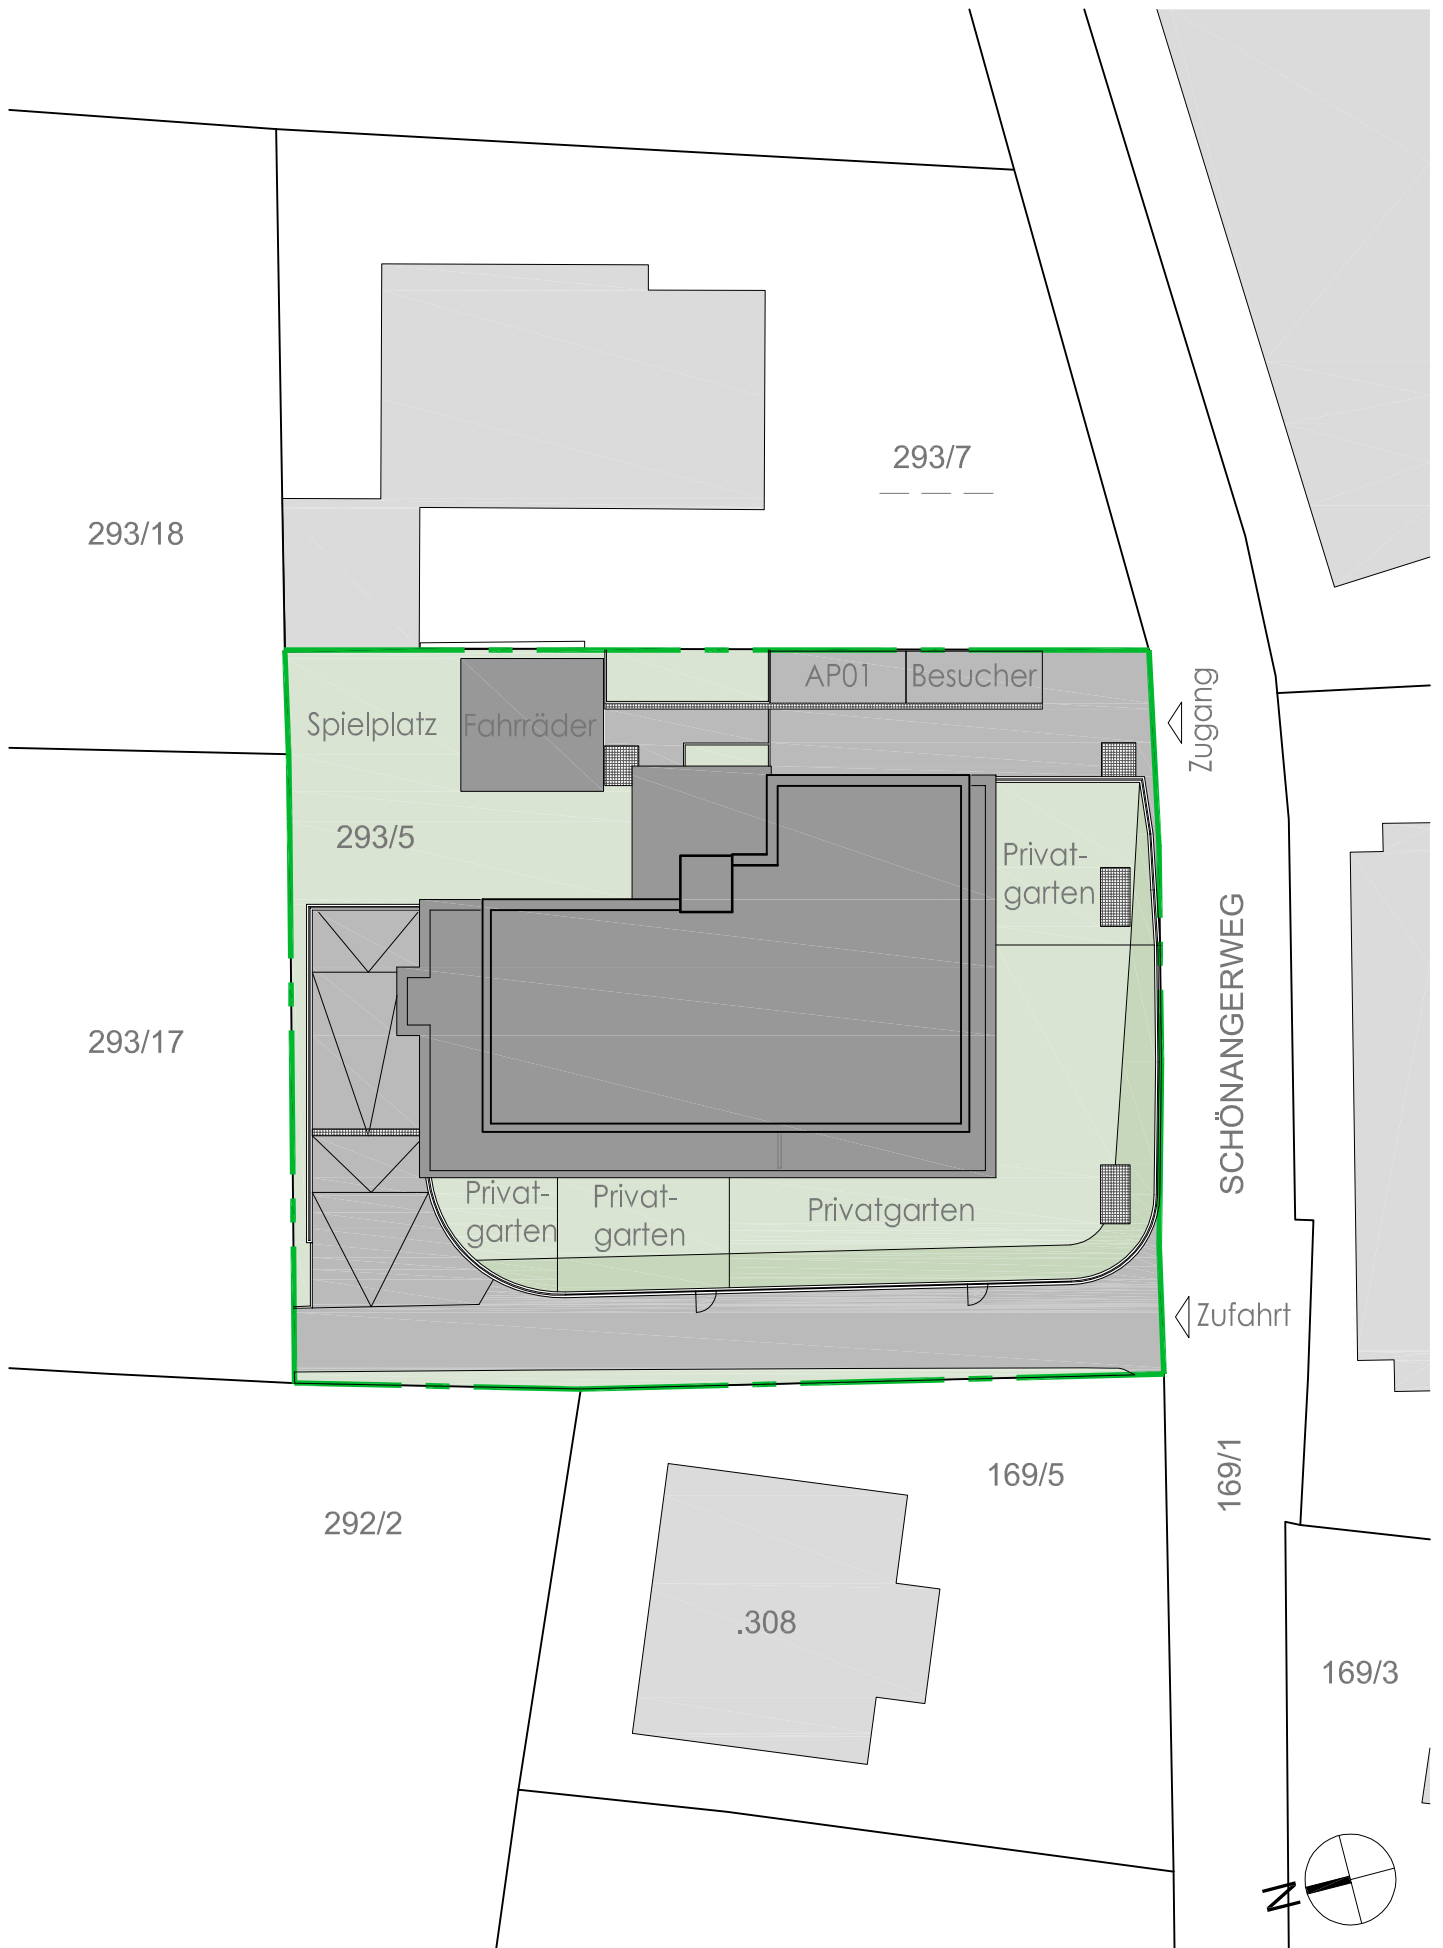 293/7
293/18
AP01
Besucher
Zugang
Spielplatz
Fahrräder
293/5
Privat-
garten
SCHÖNANGERWEG
293/17
Privat-
garten
Privat-
garten
Privatgarten
Zufahrt
169/1
169/5
292/2
.308
169/3
N